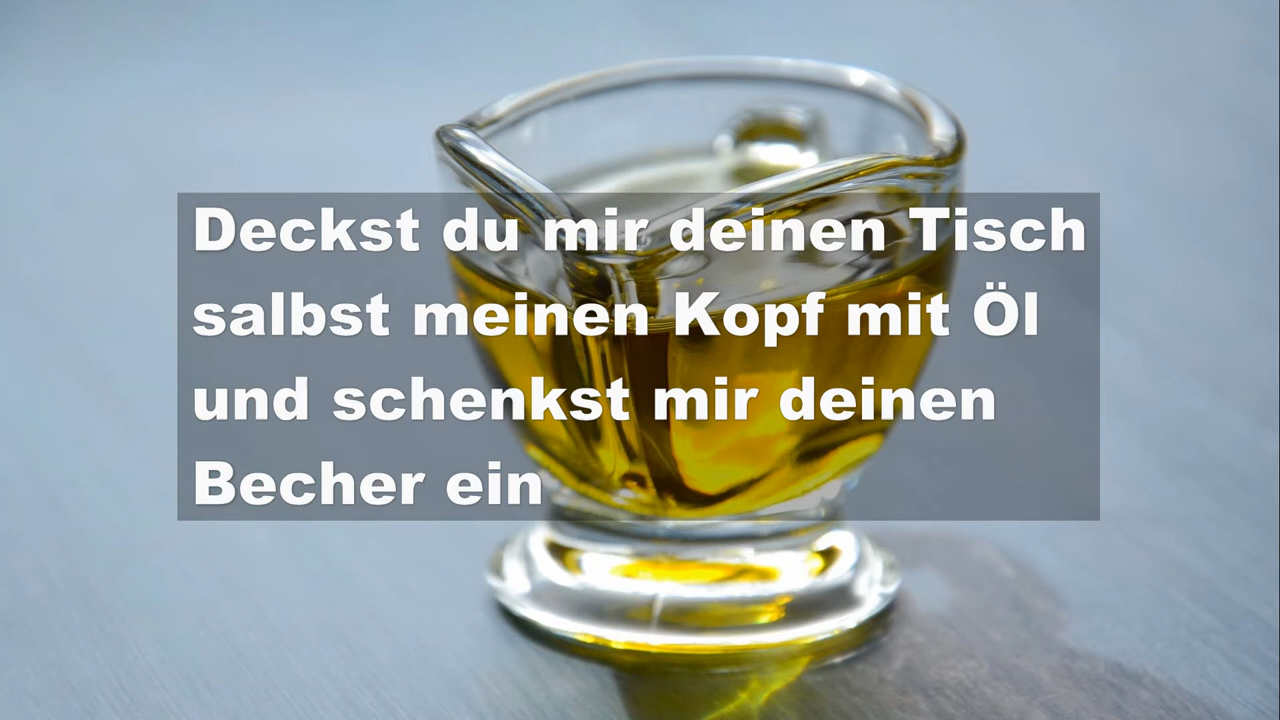 Deckst du mir deinen Tisch
salbst meinen Kopf mit Öl
und schenkst mir deinen
Becher ein